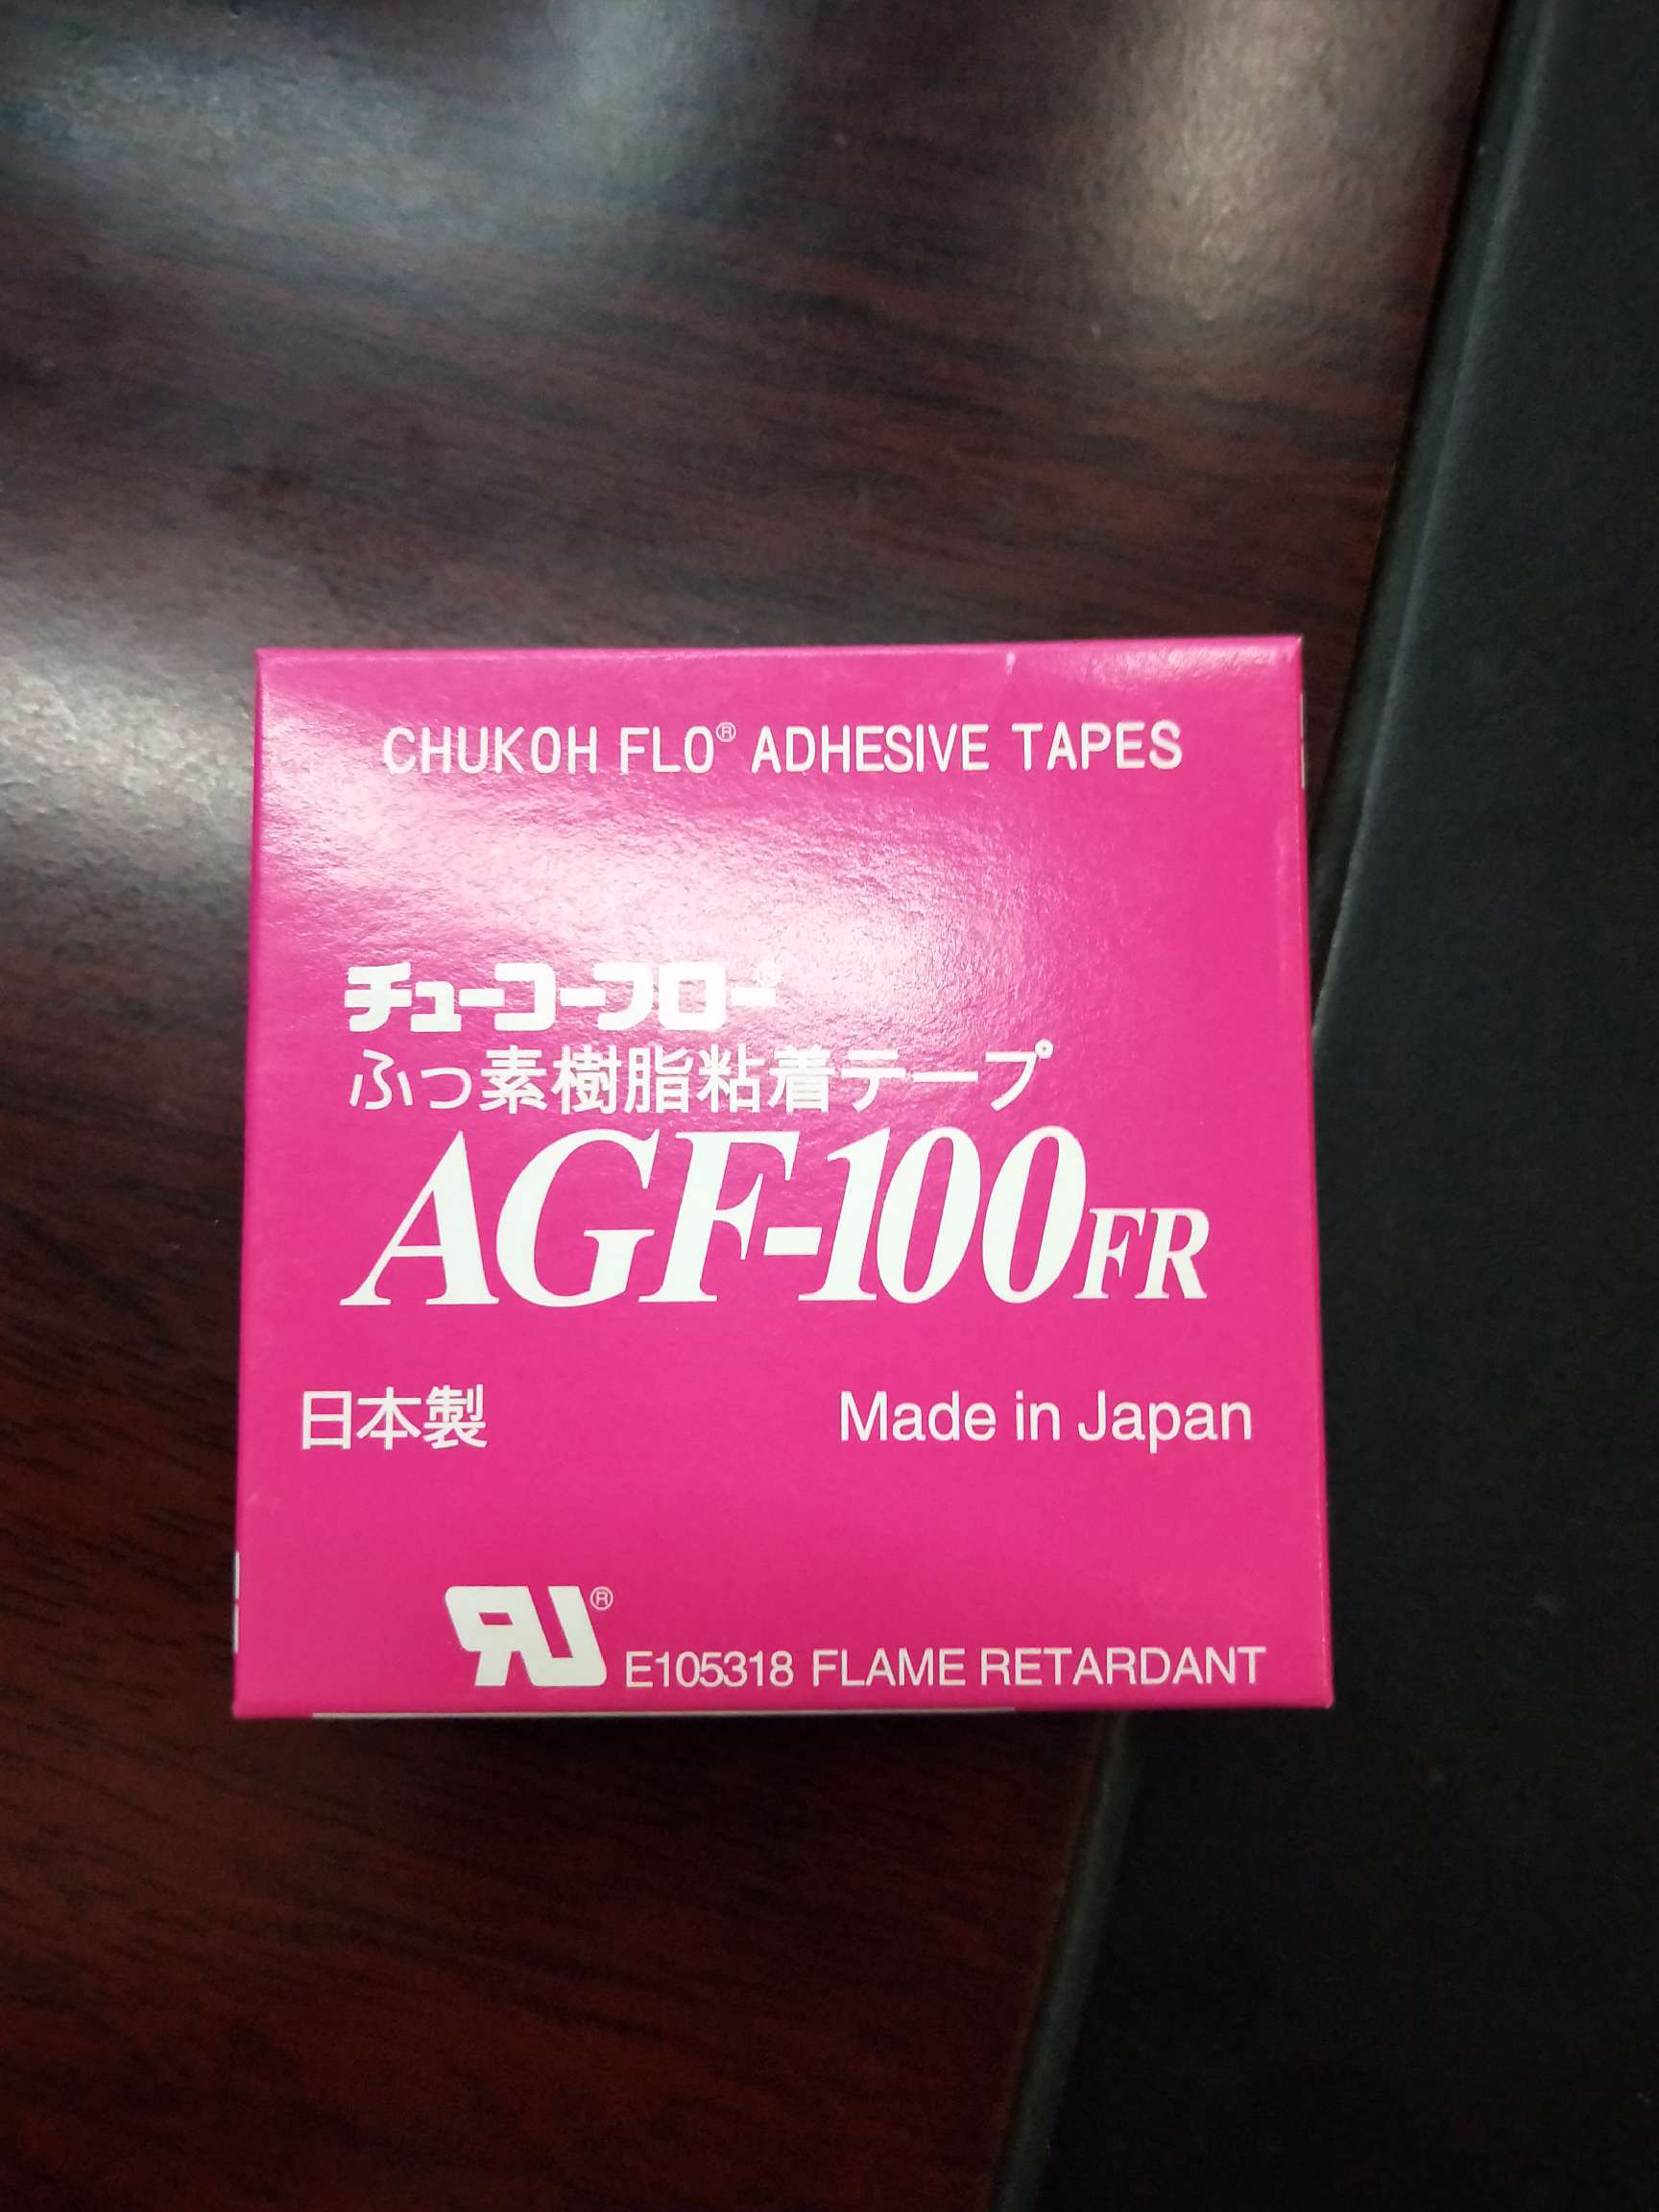 CHUKOH FLO® ADHESIVE TAPES
チューコーフロー®
ふっ素樹脂粘着テープ
AGF-100FR
日本製 Made in Japan
RU® E105318 FLAME RETARDANT